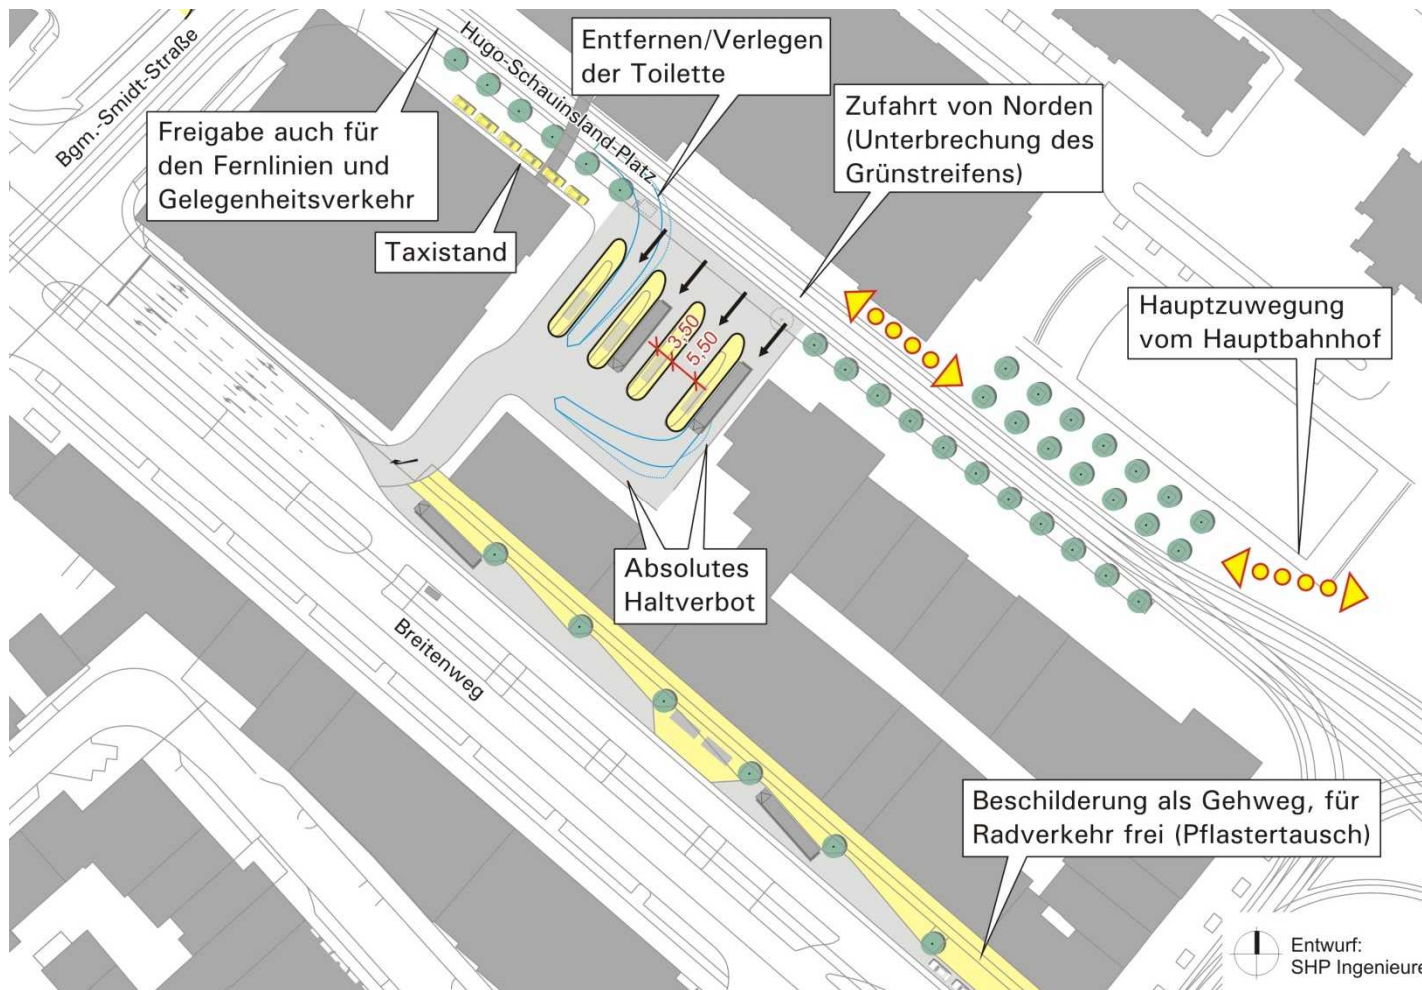 Bgm.-Smidt-Straße
Hugo-Schauinsland-Platz
Entfernen/Verlegen
der Toilette
Zufahrt von Norden
(Unterbrechung des
Grünstreifens)
Freigabe auch für
den Fernlinien und
Gelegenheitsverkehr
Taxistand
Hauptzuwegung
vom Hauptbahnhof
3,50
5,50
Absolutes
Haltverbot
Breitenweg
Beschilderung als Gehweg, für
Radverkehr frei (Pflastertausch)
Entwurf:
SHP Ingenieure